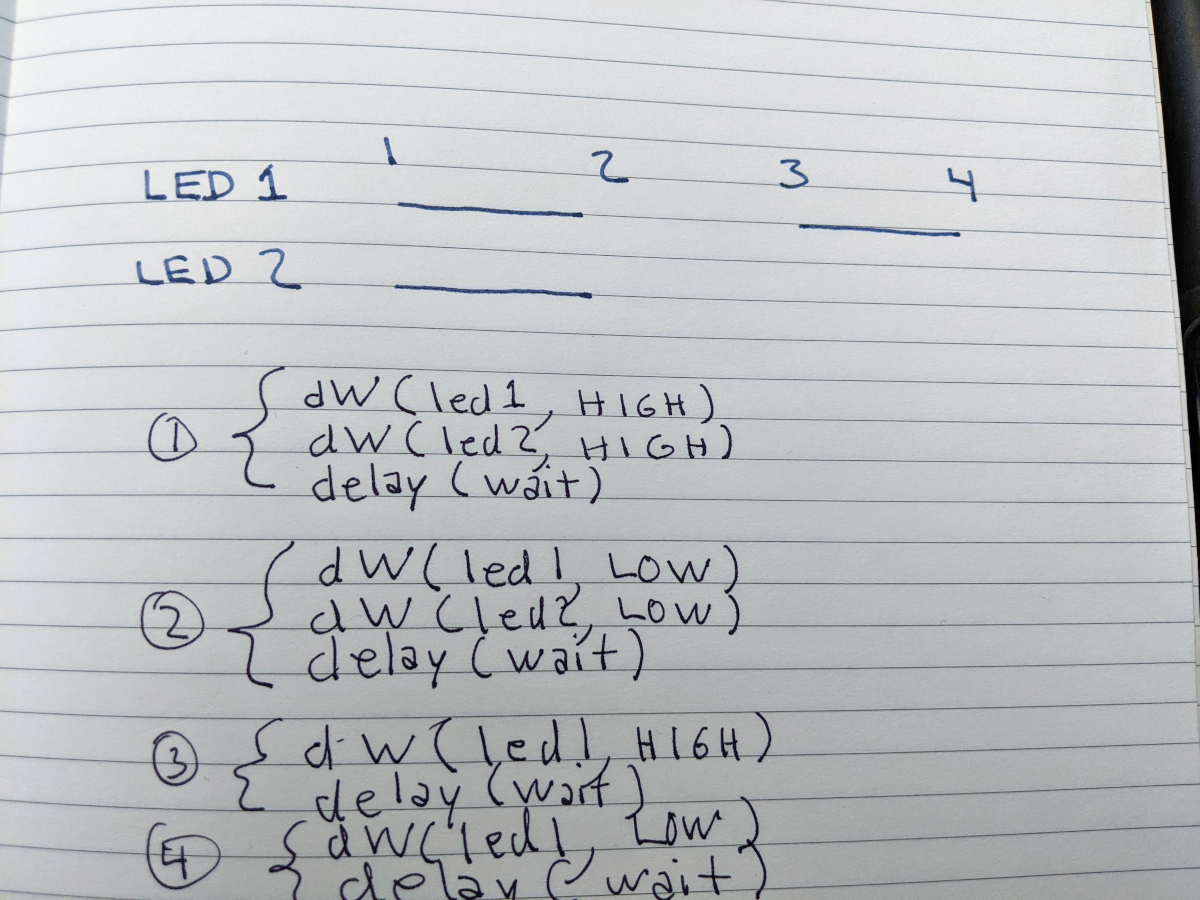 1 2 3 4
LED 1
LED 2
① dW(led1, HIGH)
dW(led2, HIGH)
delay(wait)
② dW(led1, LOW)
dW(led2, LOW)
delay(wait)
③ dW(led1, HIGH)
delay(wait)
④ dW(led1, LOW)
delay(wait)